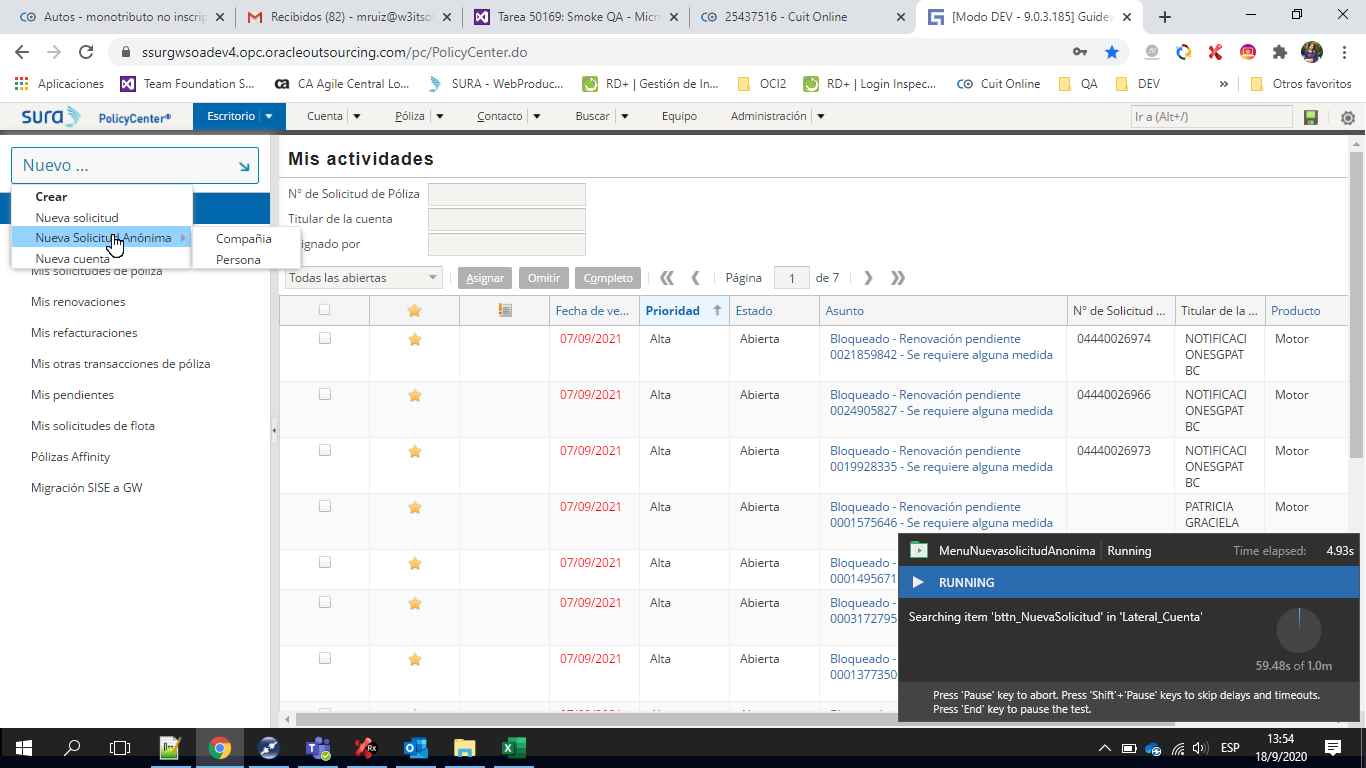 Autos - monotributo no inscrip
Recibidos (82) - mruiz@w3itsol
Tarea 50169: Smoke QA - Micr
25437516 - Cuit Online
[Modo DEV - 9.0.3.185] Guidew
ssurgwsoadev4.opc.oracleoutsourcing.com/pc/PolicyCenter.do
Aplicaciones
Team Foundation S...
CA Agile Central Lo...
SURA - WebProduc...
RD+ | Gestión de In...
OCI2
RD+ | Login Inspec...
Cuit Online
QA
DEV
»
Otros favoritos
sura PolicyCenter®
Escritorio
Cuenta
Póliza
Contacto
Buscar
Equipo
Administración
Ir a (Alt+/)
Nuevo ...
Crear
Nueva solicitud
Nueva Solicitud Anónima
Nueva cuenta
Compañia
Persona
Mis solicitudes de póliza
Mis renovaciones
Mis refacturaciones
Mis otras transacciones de póliza
Mis pendientes
Mis solicitudes de flota
Pólizas Affinity
Migración SISE a GW
Mis actividades
N° de Solicitud de Póliza
Titular de la cuenta
signado por
Todas las abiertas
Asignar
Omitir
Completo
Página
1
de 7
Fecha de ve...
Prioridad
Estado
Asunto
N° de Solicitud ...
Titular de la ...
Producto
07/09/2021
Alta
Abierta
Bloqueado - Renovación pendiente
0021859842 - Se requiere alguna medida
04440026974
NOTIFICACI
ONESGPAT
BC
Motor
07/09/2021
Alta
Abierta
Bloqueado - Renovación pendiente
0024905827 - Se requiere alguna medida
04440026966
NOTIFICACI
ONESGPAT
BC
Motor
07/09/2021
Alta
Abierta
Bloqueado - Renovación pendiente
0019928335 - Se requiere alguna medida
04440026973
NOTIFICACI
ONESGPAT
BC
Motor
07/09/2021
Alta
Abierta
Bloqueado - Renovación pendiente
0001575646 - Se requiere alguna medida
PATRICIA
GRACIELA
Motor
07/09/2021
Alta
Abierta
Bloqueado -
0001495671
07/09/2021
Alta
Abierta
Bloqueado -
0003172795
07/09/2021
Alta
Abierta
Bloqueado -
0001377350
MenuNuevasolicitudAnonima
Running
Time elapsed:
4.93s
RUNNING
Searching item 'bttn_NuevaSolicitud' in 'Lateral_Cuenta'
59.48s of 1.0m
Press 'Pause' key to abort. Press 'Shift'+'Pause' keys to skip delays and timeouts.
Press 'End' key to pause the test.
ESP
13:54
18/9/2020